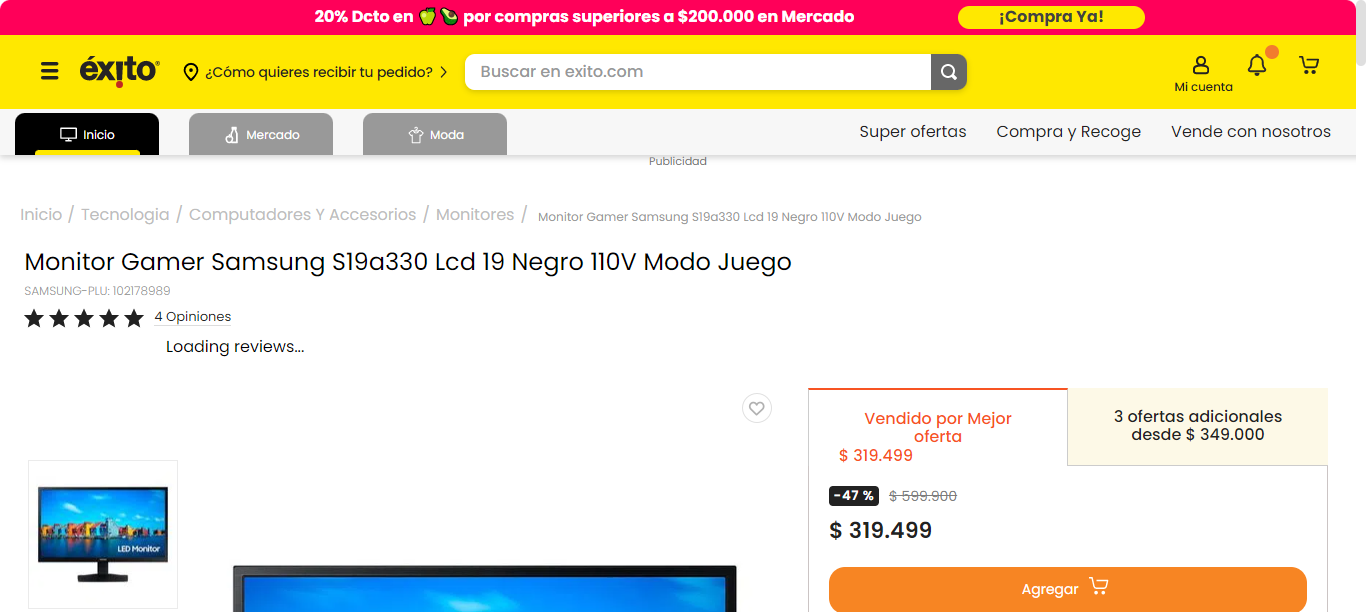 20% Dcto en 🍏🥑 por compras superiores a $200.000 en Mercado
¡Compra Ya!
éxito
¿Cómo quieres recibir tu pedido?
Buscar en exito.com
Mi cuenta
Inicio
Mercado
Moda
Super ofertas
Compra y Recoge
Vende con nosotros
Publicidad
Inicio / Tecnologia / Computadores Y Accesorios / Monitores / Monitor Gamer Samsung S19a330 Lcd 19 Negro 110V Modo Juego
Monitor Gamer Samsung S19a330 Lcd 19 Negro 110V Modo Juego
SAMSUNG-PLU: 102178989
4 Opiniones
Loading reviews...
LED Monitor
Vendido por Mejor
oferta
$ 319.499
3 ofertas adicionales
desde $ 349.000
-47 % $ 599.900
$ 319.499
Agregar